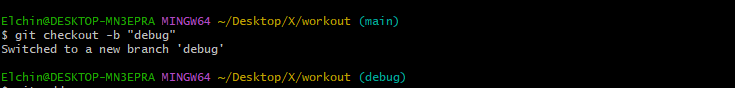 Elchin@DESKTOP-MN3EPRA MINGW64 ~/Desktop/X/workout (main)
$ git checkout -b "debug"
Switched to a new branch 'debug'
Elchin@DESKTOP-MN3EPRA MINGW64 ~/Desktop/X/workout (debug)